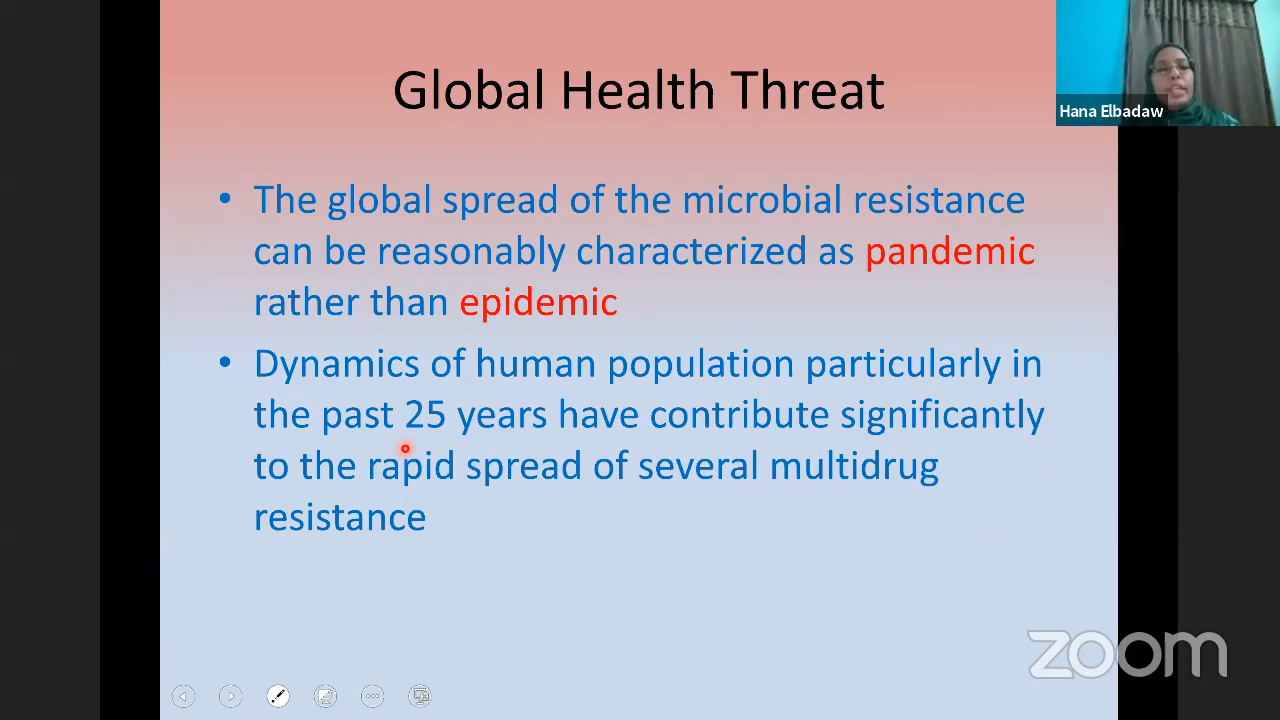 Global Health Threat
Hana Elbadaw
• The global spread of the microbial resistance
can be reasonably characterized as pandemic
rather than epidemic
• Dynamics of human population particularly in
the past 25 years have contribute significantly
to the rapid spread of several multidrug
resistance
zoom